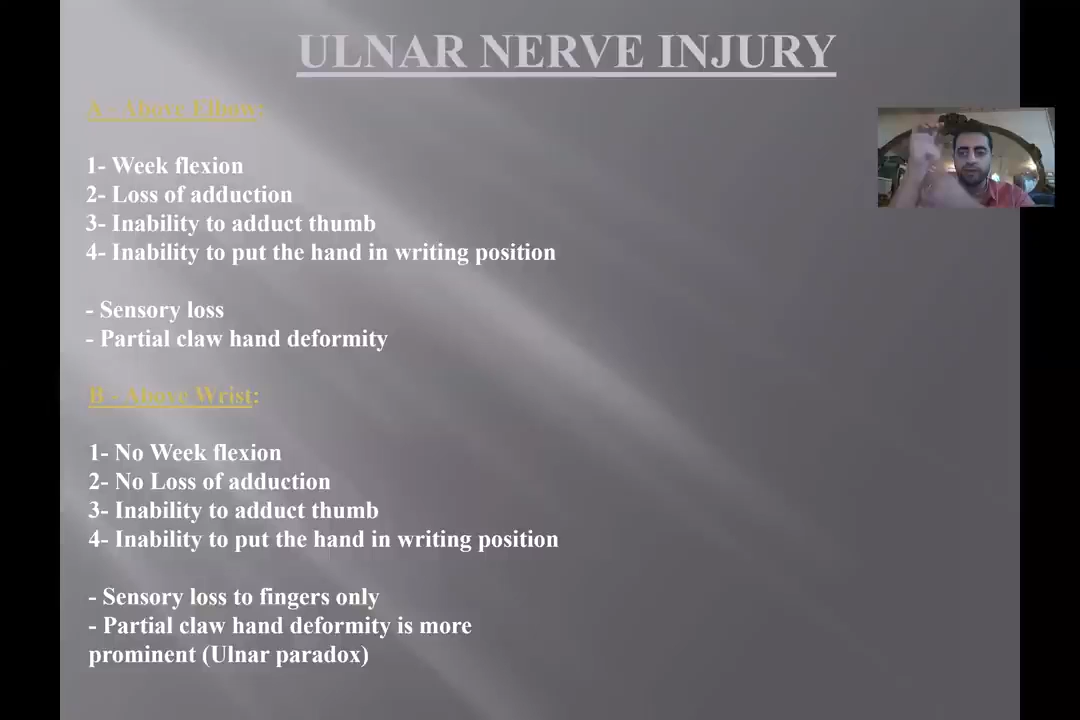 ULNAR NERVE INJURY
A - Above Elbow:
1- Week flexion
2- Loss of adduction
3- Inability to adduct thumb
4- Inability to put the hand in writing position
- Sensory loss
- Partial claw hand deformity
B - Above Wrist:
1- No Week flexion
2- No Loss of adduction
3- Inability to adduct thumb
4- Inability to put the hand in writing position
- Sensory loss to fingers only
- Partial claw hand deformity is more
prominent (Ulnar paradox)